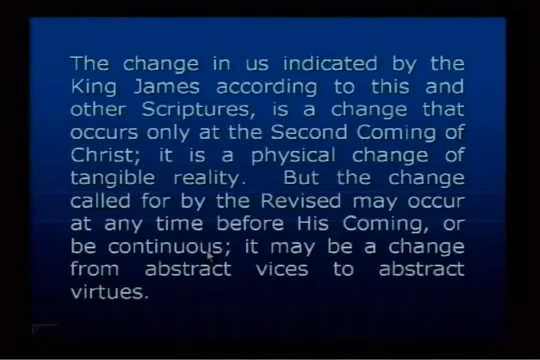 The change in us indicated by the
King James according to this and
other Scriptures, is a change that
occurs only at the Second Coming of
Christ; it is a physical change of
tangible reality. But the change
called for by the Revised may occur
at any time before His Coming, or
be continuous; it may be a change
from abstract vices to abstract
virtues.